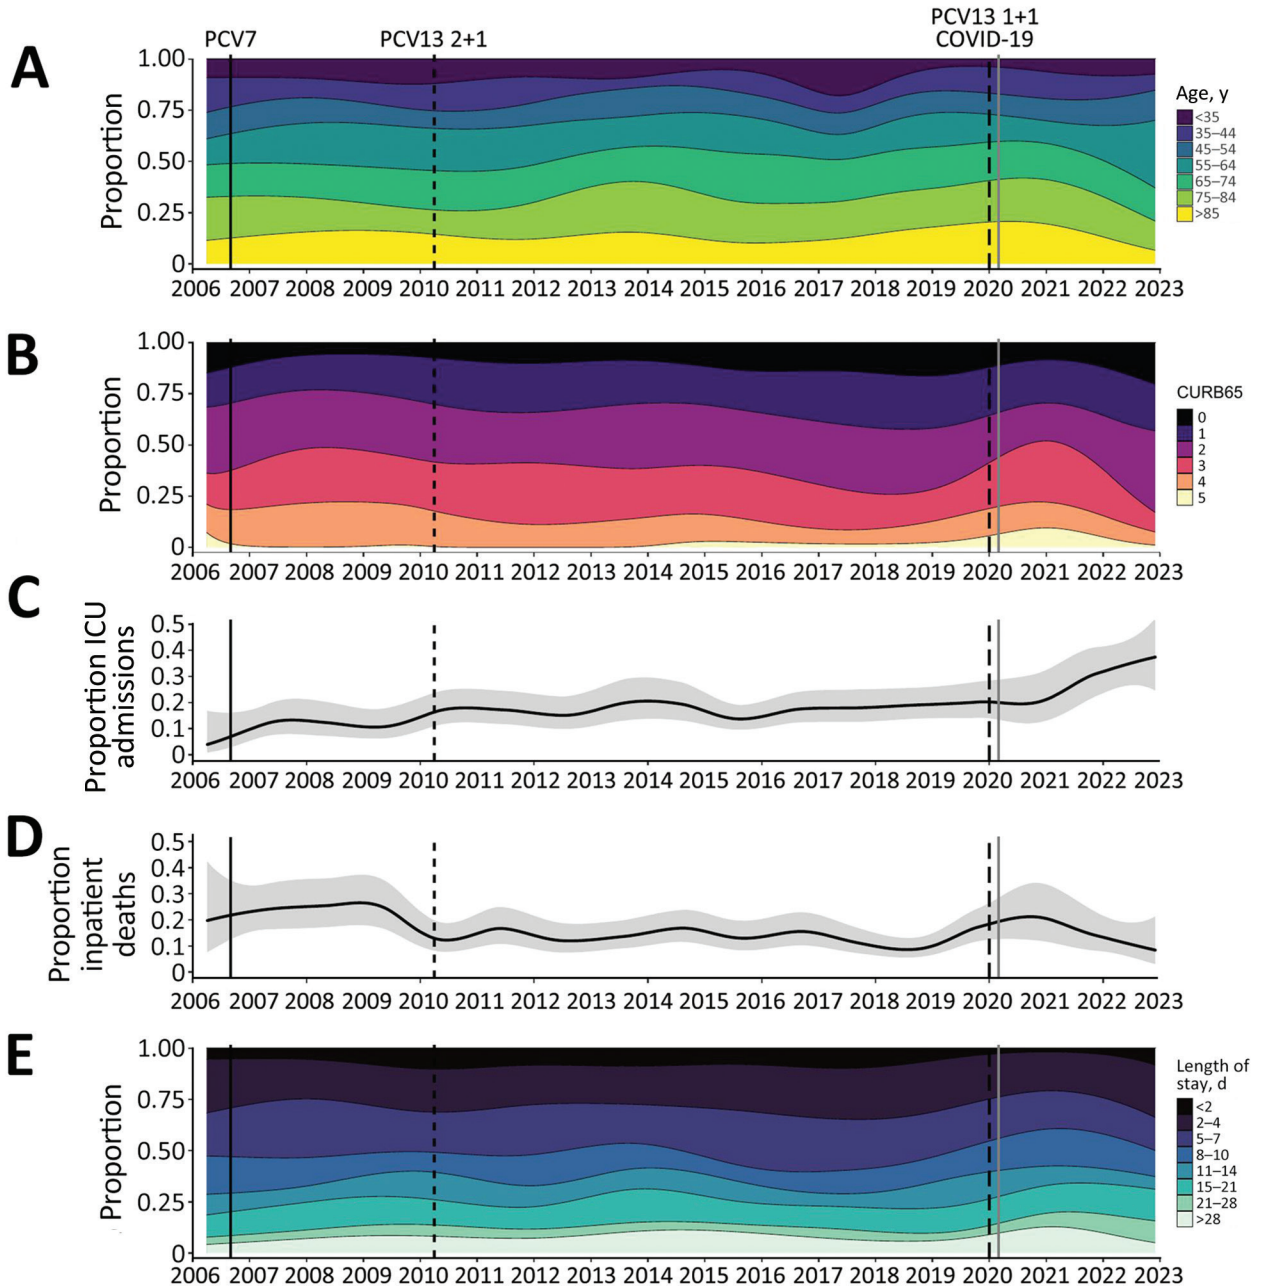 PCV13 1+1
PCV7 PCV13 2+1 COVID-19
A
Proportion
1.00
0.75
0.50
0.25
0
2006 2007 2008 2009 2010 2011 2012 2013 2014 2015 2016 2017 2018 2019 2020 2021 2022 2023
Age, y
<35
35–44
45–54
55–64
65–74
75–84
>85
B
Proportion
1.00
0.75
0.50
0.25
0
2006 2007 2008 2009 2010 2011 2012 2013 2014 2015 2016 2017 2018 2019 2020 2021 2022 2023
CURB65
0
1
2
3
4
5
C
Proportion ICU
admissions
0.5
0.4
0.3
0.2
0.1
0
2006 2007 2008 2009 2010 2011 2012 2013 2014 2015 2016 2017 2018 2019 2020 2021 2022 2023
D
Proportion
inpatient
deaths
0.5
0.4
0.3
0.2
0.1
0
2006 2007 2008 2009 2010 2011 2012 2013 2014 2015 2016 2017 2018 2019 2020 2021 2022 2023
E
Proportion
1.00
0.75
0.50
0.25
0
2006 2007 2008 2009 2010 2011 2012 2013 2014 2015 2016 2017 2018 2019 2020 2021 2022 2023
Length of
stay, d
<2
2–4
5–7
8–10
11–14
15–21
21–28
>28